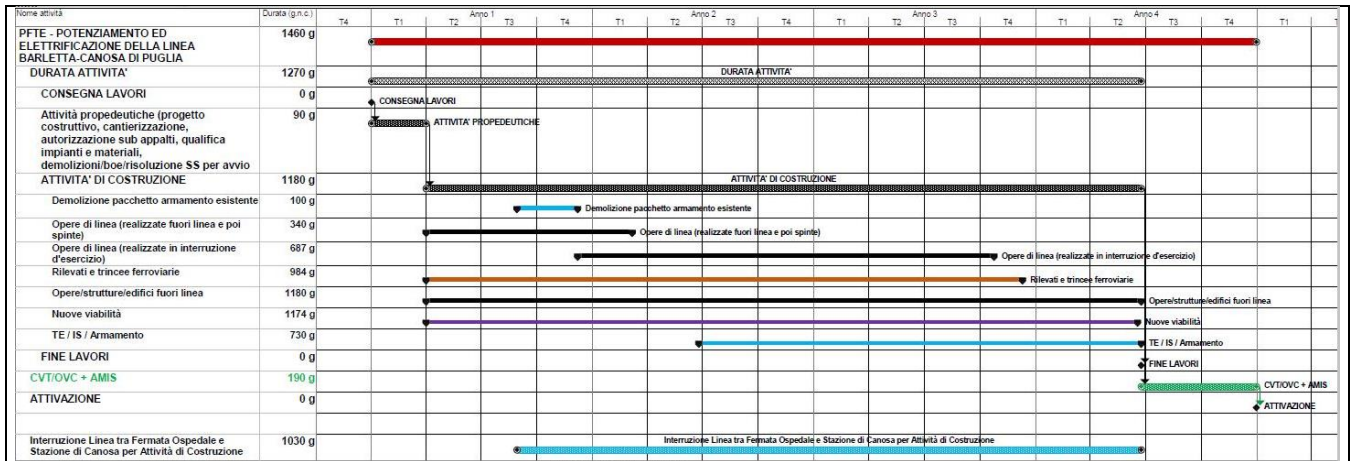 Nome attività Durata (g.n.c.) Anno 1 Anno 2 Anno 3 Anno 4
T4 T1 T2 T3 T4 T1 T2 T3 T4 T1 T2 T3 T4 T1 T2 T3 T4 T1
PFTE - POTENZIAMENTO ED 1460 g
ELETTRIFICAZIONE DELLA LINEA
BARLETTA-CANOSA DI PUGLIA
DURATA ATTIVITA' 1270 g DURATA ATTIVITA'
CONSEGNA LAVORI 0 g CONSEGNA LAVORI
Attività propedeutiche (progetto 90 g ATTIVITA' PROPEDEUTICHE
costruttivo, cantierizzazione,
autorizzazione sub appalti, qualifica
impianti e materiali,
demolizioni/boe/risoluzione SS per avvio
ATTIVITA' DI COSTRUZIONE 1180 g ATTIVITA' DI COSTRUZIONE
Demolizione pacchetto armamento esistente 100 g Demolizione pacchetto armamento esistente
Opere di linea (realizzate fuori linea e poi 340 g Opere di linea (realizzate fuori linea e poi spinte)
spinte)
Opere di linea (realizzate in interruzione 687 g Opere di linea (realizzate in interruzione d'esercizio)
d'esercizio)
Rilevati e trincee ferroviarie 984 g Rilevati e trincee ferroviarie
Opere/strutture/edifici fuori linea 1180 g Opere/strutture/edifici fuori linea
Nuove viabilità 1174 g Nuove viabilità
TE / IS / Armamento 730 g TE / IS / Armamento
FINE LAVORI 0 g FINE LAVORI
CVT/OVC + AMIS 190 g CVT/OVC + AMIS
ATTIVAZIONE 0 g ATTIVAZIONE
Interruzione Linea tra Fermata Ospedale e 1030 g Interruzione Linea tra Fermata Ospedale e Stazione di Canosa per Attività di Costruzione
Stazione di Canosa per Attività di Costruzione